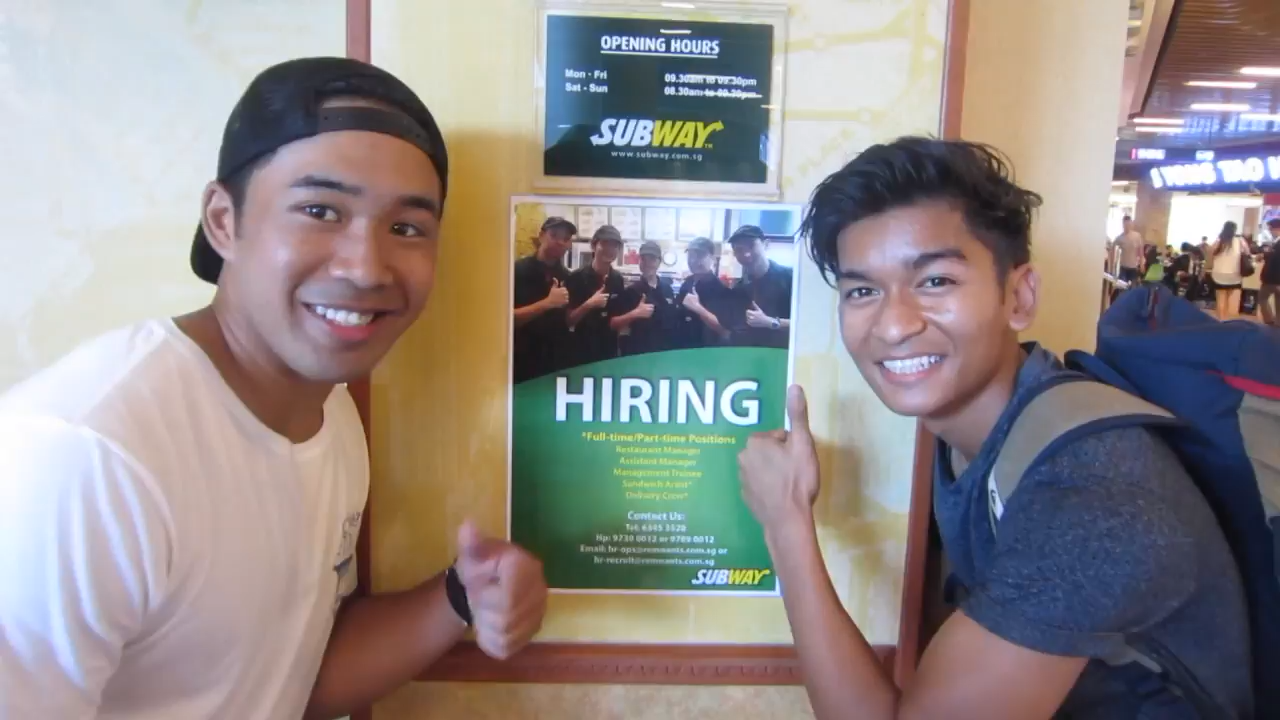 OPENING HOURS
Mon - Fri 09.30am to 09.30pm
Sat - Sun 08.30am to 09.30pm
SUBWAY
www.subway.com.sg
HIRING
*Full-time/Part-time Positions
Restaurant Manager
Assistant Manager
Management Trainee
Sandwich Artist*
Delivery Crew*
Contact Us:
Tel: 6345 3520
Hp: 9730 0012 or 9789 0012
Email: hr-ops@remnants.com.sg or
hr-recruit@remnants.com.sg
SUBWAY